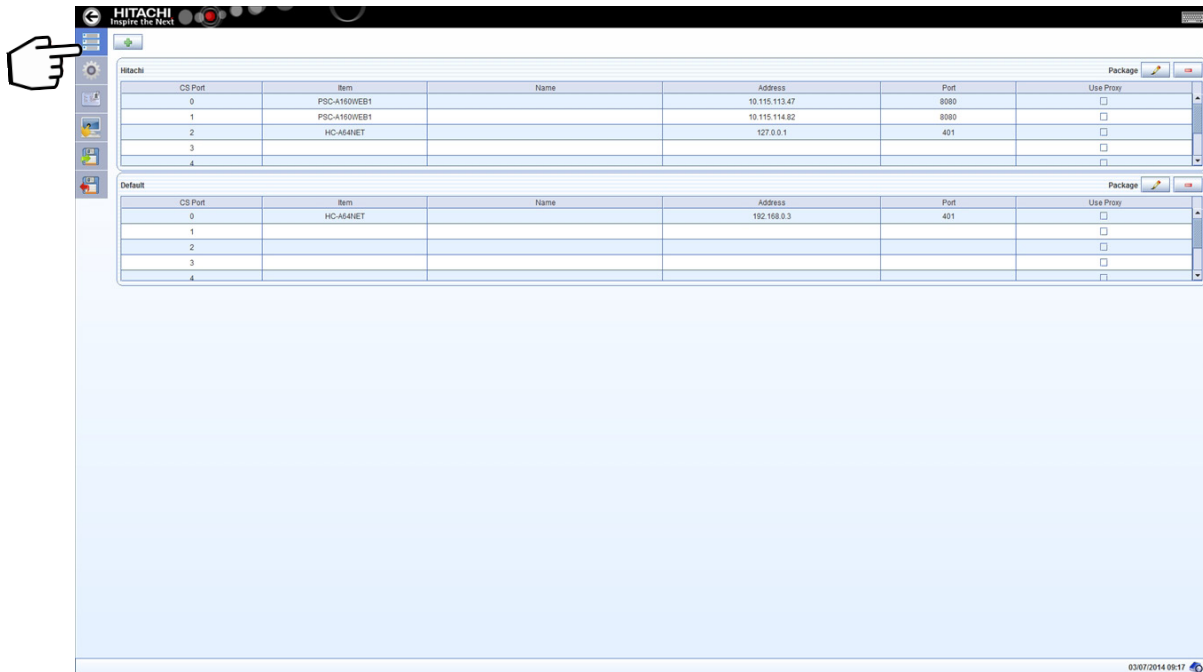 HITACHI
Inspire the Next
Hitachi Package
CS Port Item Name Address Port Use Proxy
0 PSC-A160WEB1 10.115.113.47 8080
1 PSC-A160WEB1 10.115.114.82 8080
2 HC-A64NET 127.0.0.1 401
3
4
Default Package
CS Port Item Name Address Port Use Proxy
0 HC-A64NET 192.168.0.3 401
1
2
3
4
03/07/2014 09:17